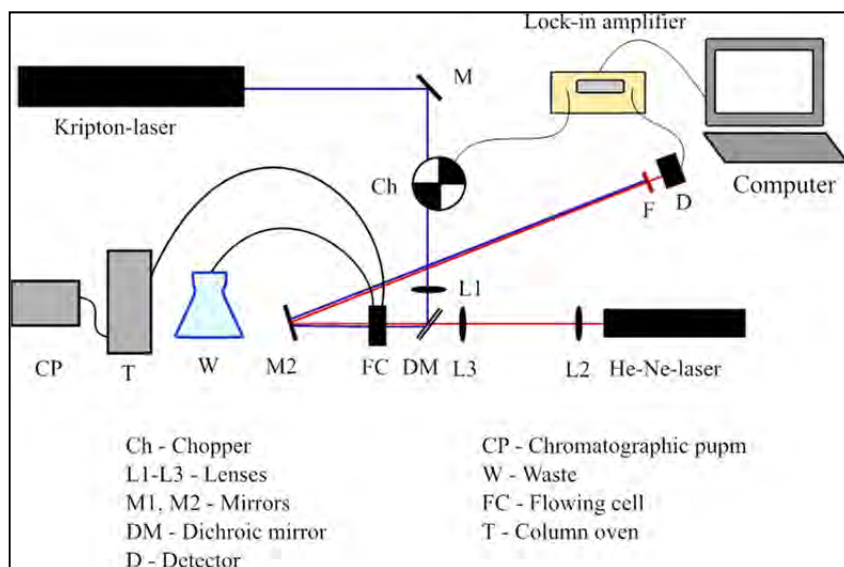 Lock-in amplifier
M
Kripton-laser
Ch
Computer
F
D
L1
CP
T
W
M2
FC
DM
L3
L2
He-Ne-laser
Ch - Chopper
L1-L3 - Lenses
M1, M2 - Mirrors
DM - Dichroic mirror
D - Detector
CP - Chromatographic pupm
W - Waste
FC - Flowing cell
T - Column oven